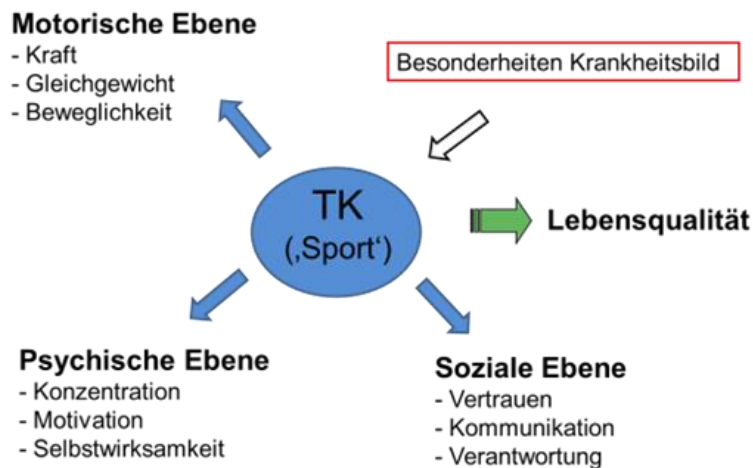 Motorische Ebene
- Kraft
- Gleichgewicht
- Beweglichkeit
Besonderheiten Krankheitsbild
TK
(‚Sport‘)
Lebensqualität
Psychische Ebene
- Konzentration
- Motivation
- Selbstwirksamkeit
Soziale Ebene
- Vertrauen
- Kommunikation
- Verantwortung